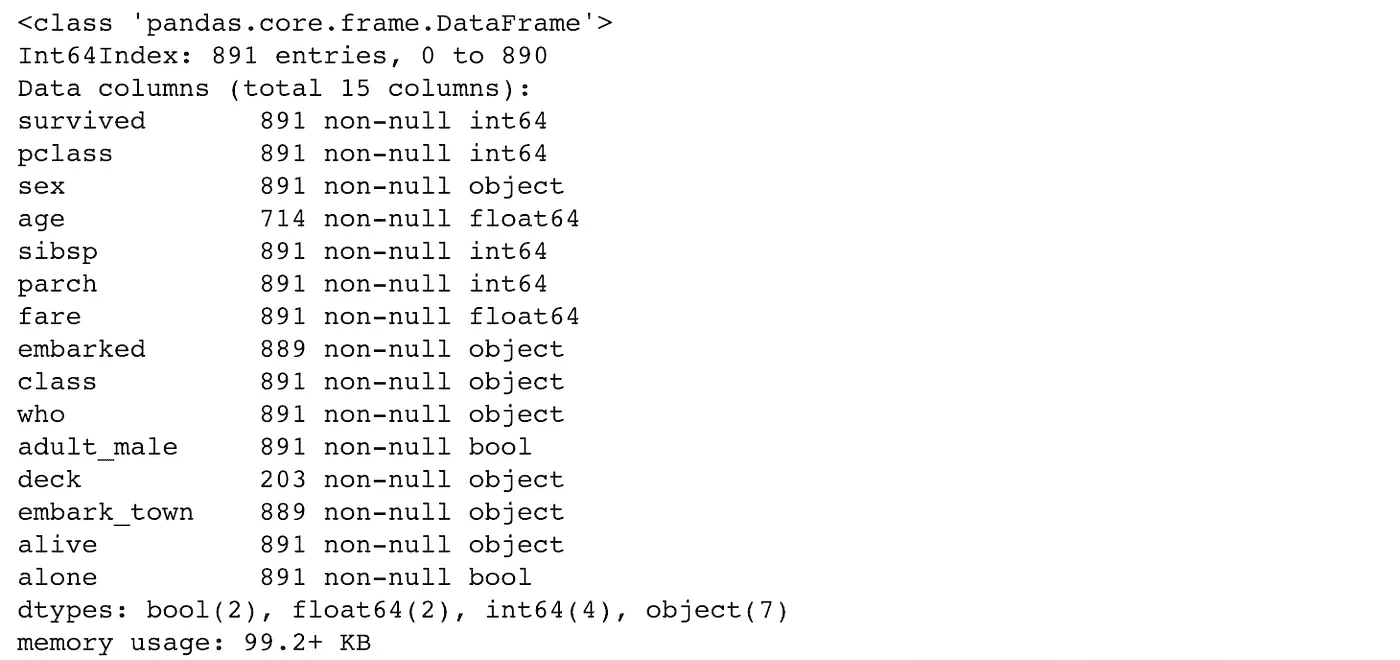 <class 'pandas.core.frame.DataFrame'>
Int64Index: 891 entries, 0 to 890
Data columns (total 15 columns):
survived       891 non-null int64
pclass         891 non-null int64
sex            891 non-null object
age            714 non-null float64
sibsp          891 non-null int64
parch          891 non-null int64
fare           891 non-null float64
embarked       889 non-null object
class          891 non-null object
who            891 non-null object
adult_male     891 non-null bool
deck           203 non-null object
embark_town    889 non-null object
alive          891 non-null object
alone          891 non-null bool
dtypes: bool(2), float64(2), int64(4), object(7)
memory usage: 99.2+ KB